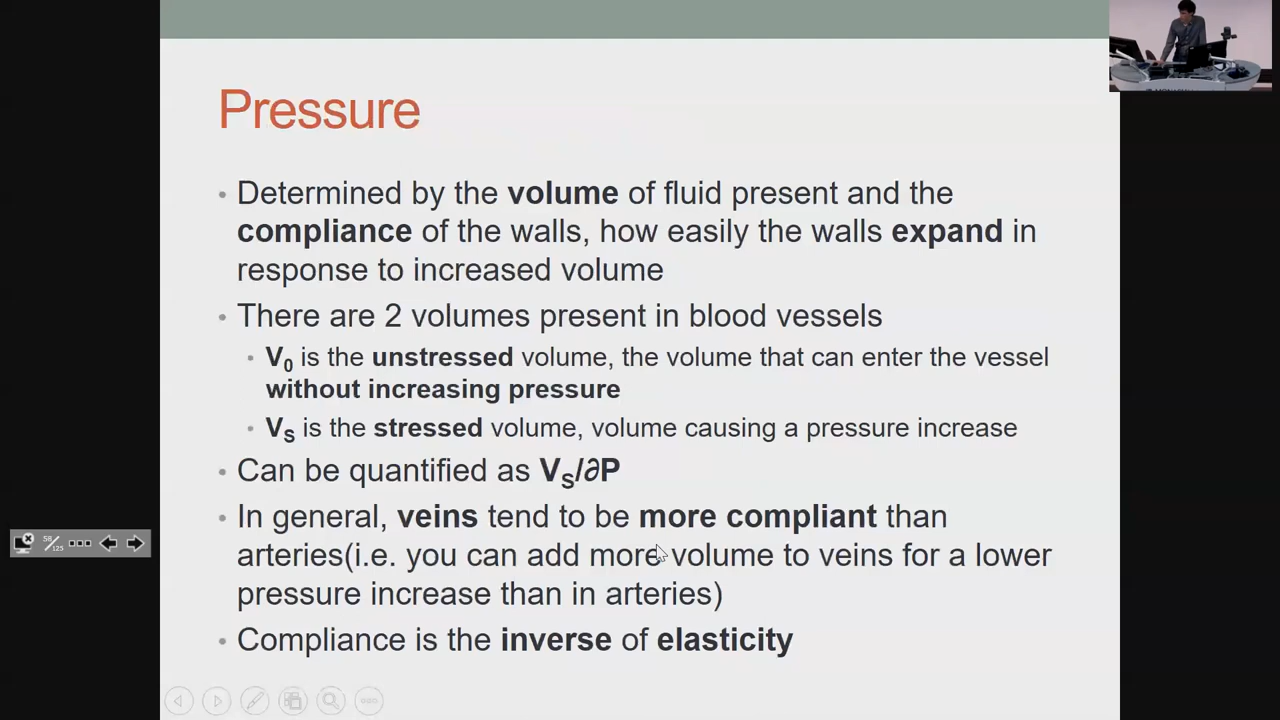 Pressure
• Determined by the volume of fluid present and the
compliance of the walls, how easily the walls expand in
response to increased volume
• There are 2 volumes present in blood vessels
• V₀ is the unstressed volume, the volume that can enter the vessel
without increasing pressure
• Vₛ is the stressed volume, volume causing a pressure increase
• Can be quantified as Vₛ/∂P
• In general, veins tend to be more compliant than
arteries(i.e. you can add more volume to veins for a lower
pressure increase than in arteries)
• Compliance is the inverse of elasticity
58/125